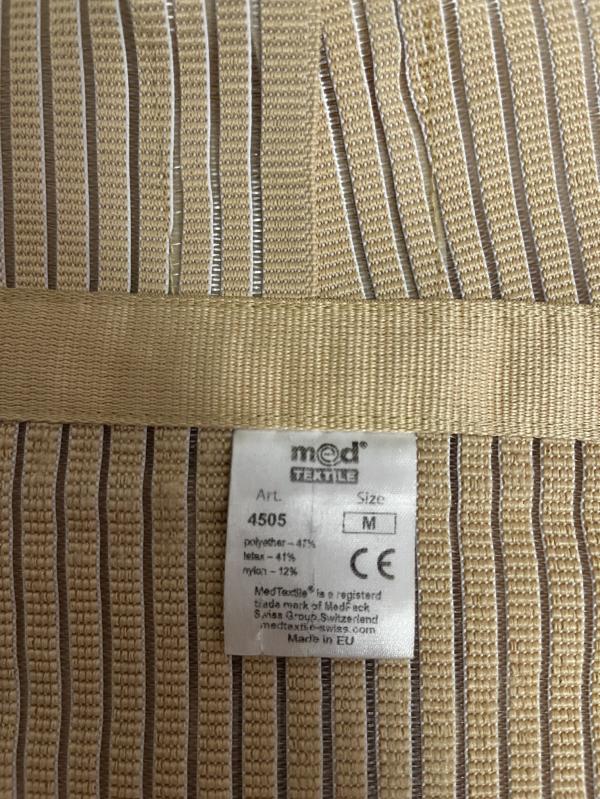 med®
TEXTILE
Art. Size
4505 M
polyether – 47%
latex – 41%
nylon – 12%
CE
MedTextile® is a registerd
trade mark of MedPack
Swiss Group.Switzerland
medtextile-swiss.com
Made in EU